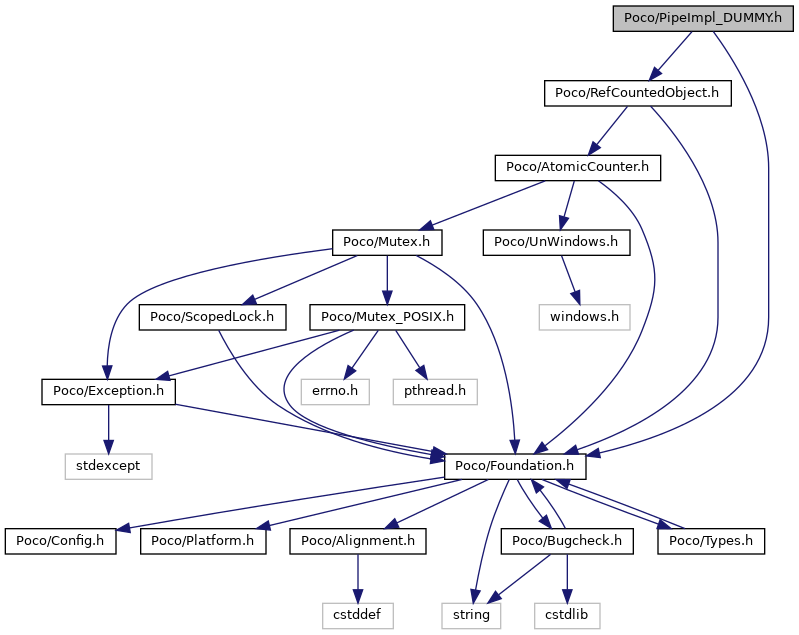 Poco/PipeImpl_DUMMY.h
Poco/RefCountedObject.h
Poco/AtomicCounter.h
Poco/Mutex.h
Poco/UnWindows.h
Poco/ScopedLock.h
Poco/Mutex_POSIX.h
windows.h
Poco/Exception.h
errno.h
pthread.h
stdexcept
Poco/Foundation.h
Poco/Config.h
Poco/Platform.h
Poco/Alignment.h
Poco/Bugcheck.h
Poco/Types.h
cstddef
string
cstdlib